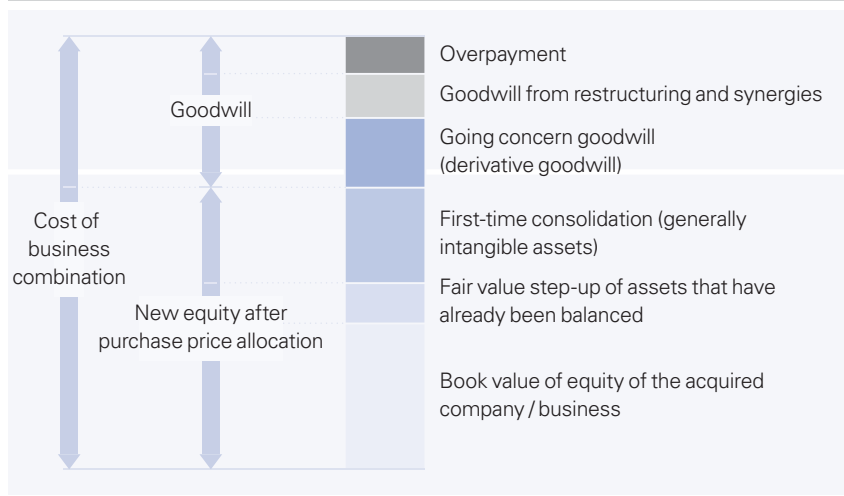 Overpayment
Goodwill from restructuring and synergies
Goodwill
Going concern goodwill
(derivative goodwill)
Cost of
business
combination
First-time consolidation (generally
intangible assets)
New equity after
purchase price allocation
Fair value step-up of assets that have
already been balanced
Book value of equity of the acquired
company / business